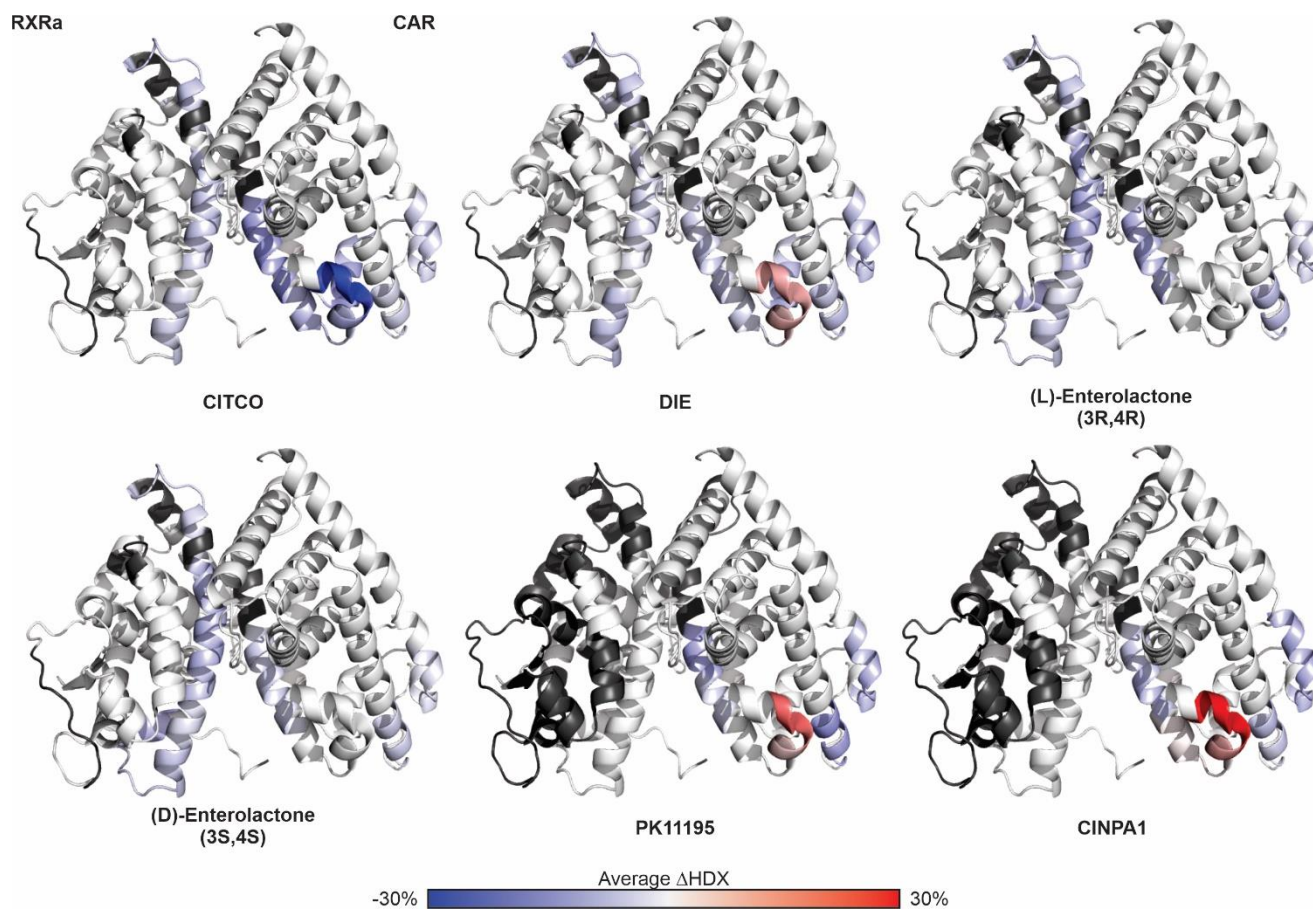 RXRa
CAR
CITCO
DIE
(L)-Enterolactone
(3R,4R)
(D)-Enterolactone
(3S,4S)
PK11195
CINPA1
Average ΔHDX
-30%
30%